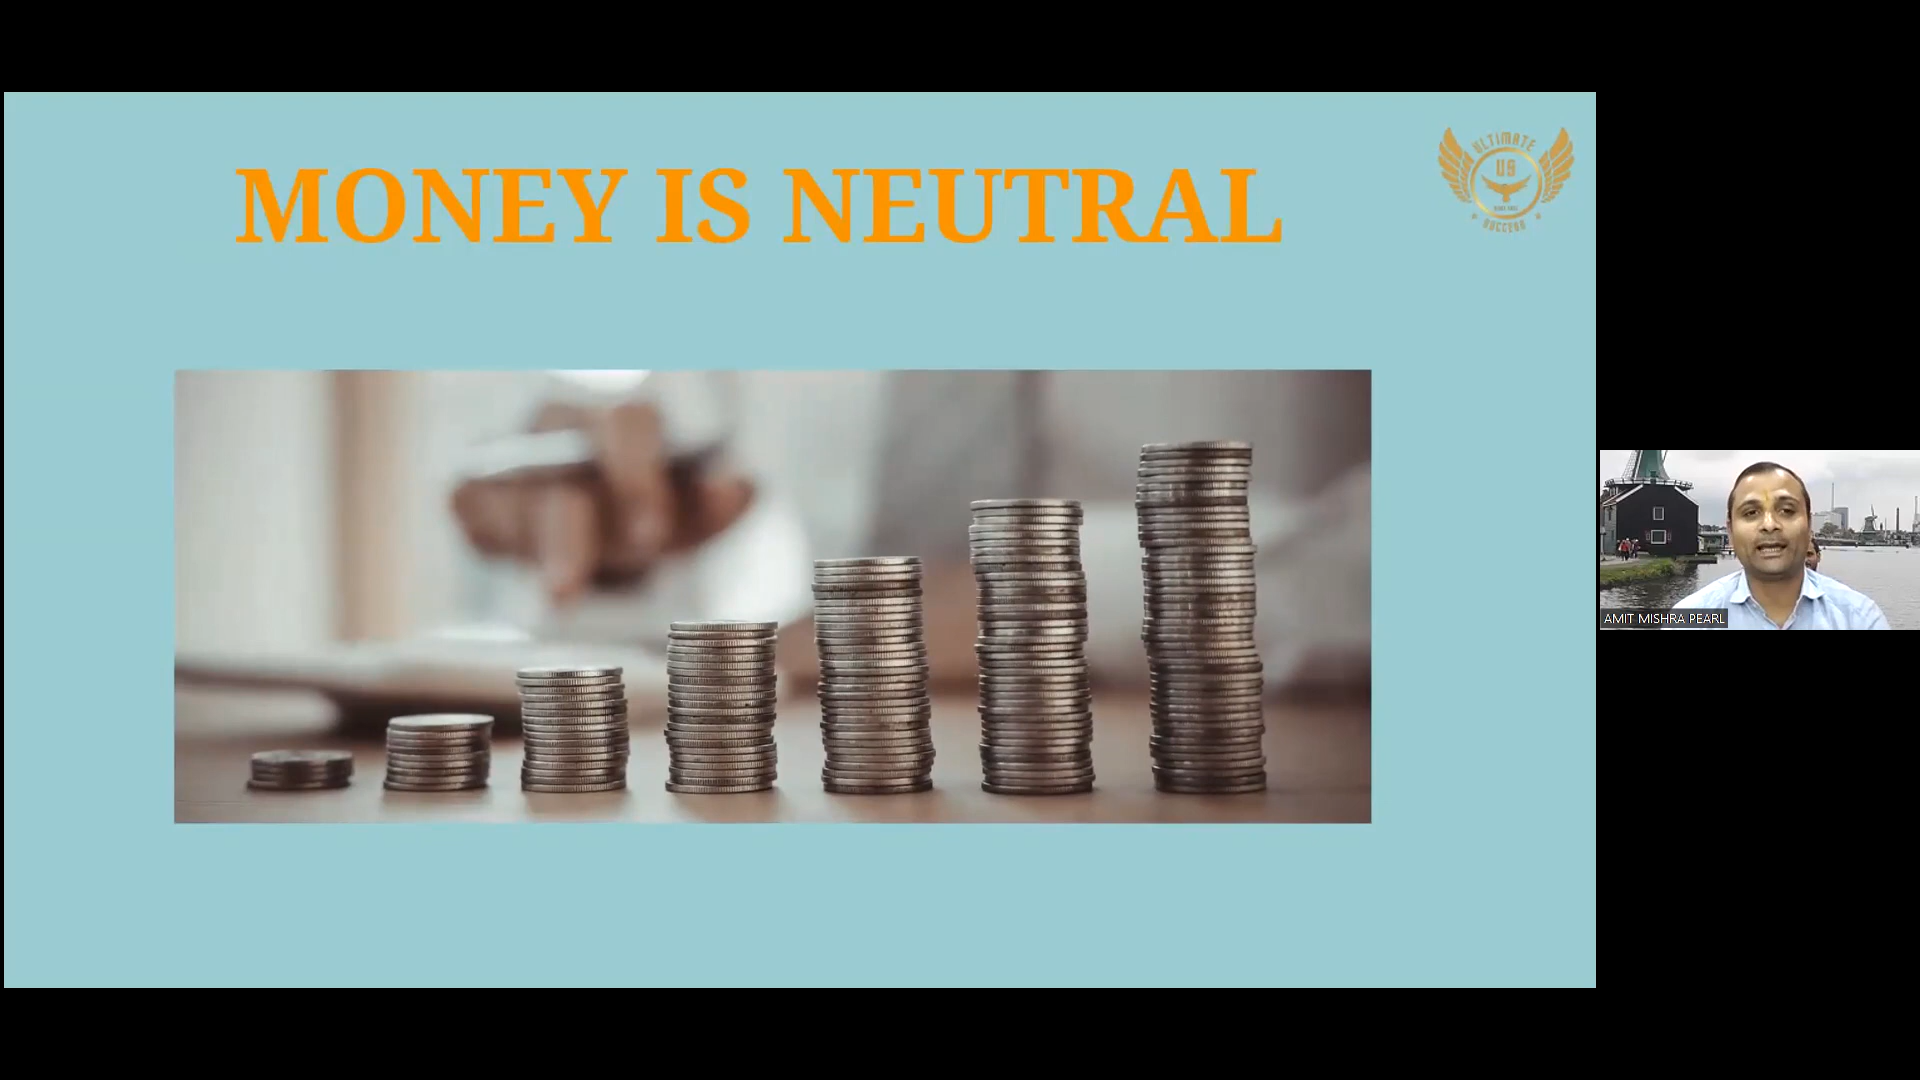 MONEY IS NEUTRAL
ULTIMATE
US
SUCCESS
AMIT MISHRA PEARL